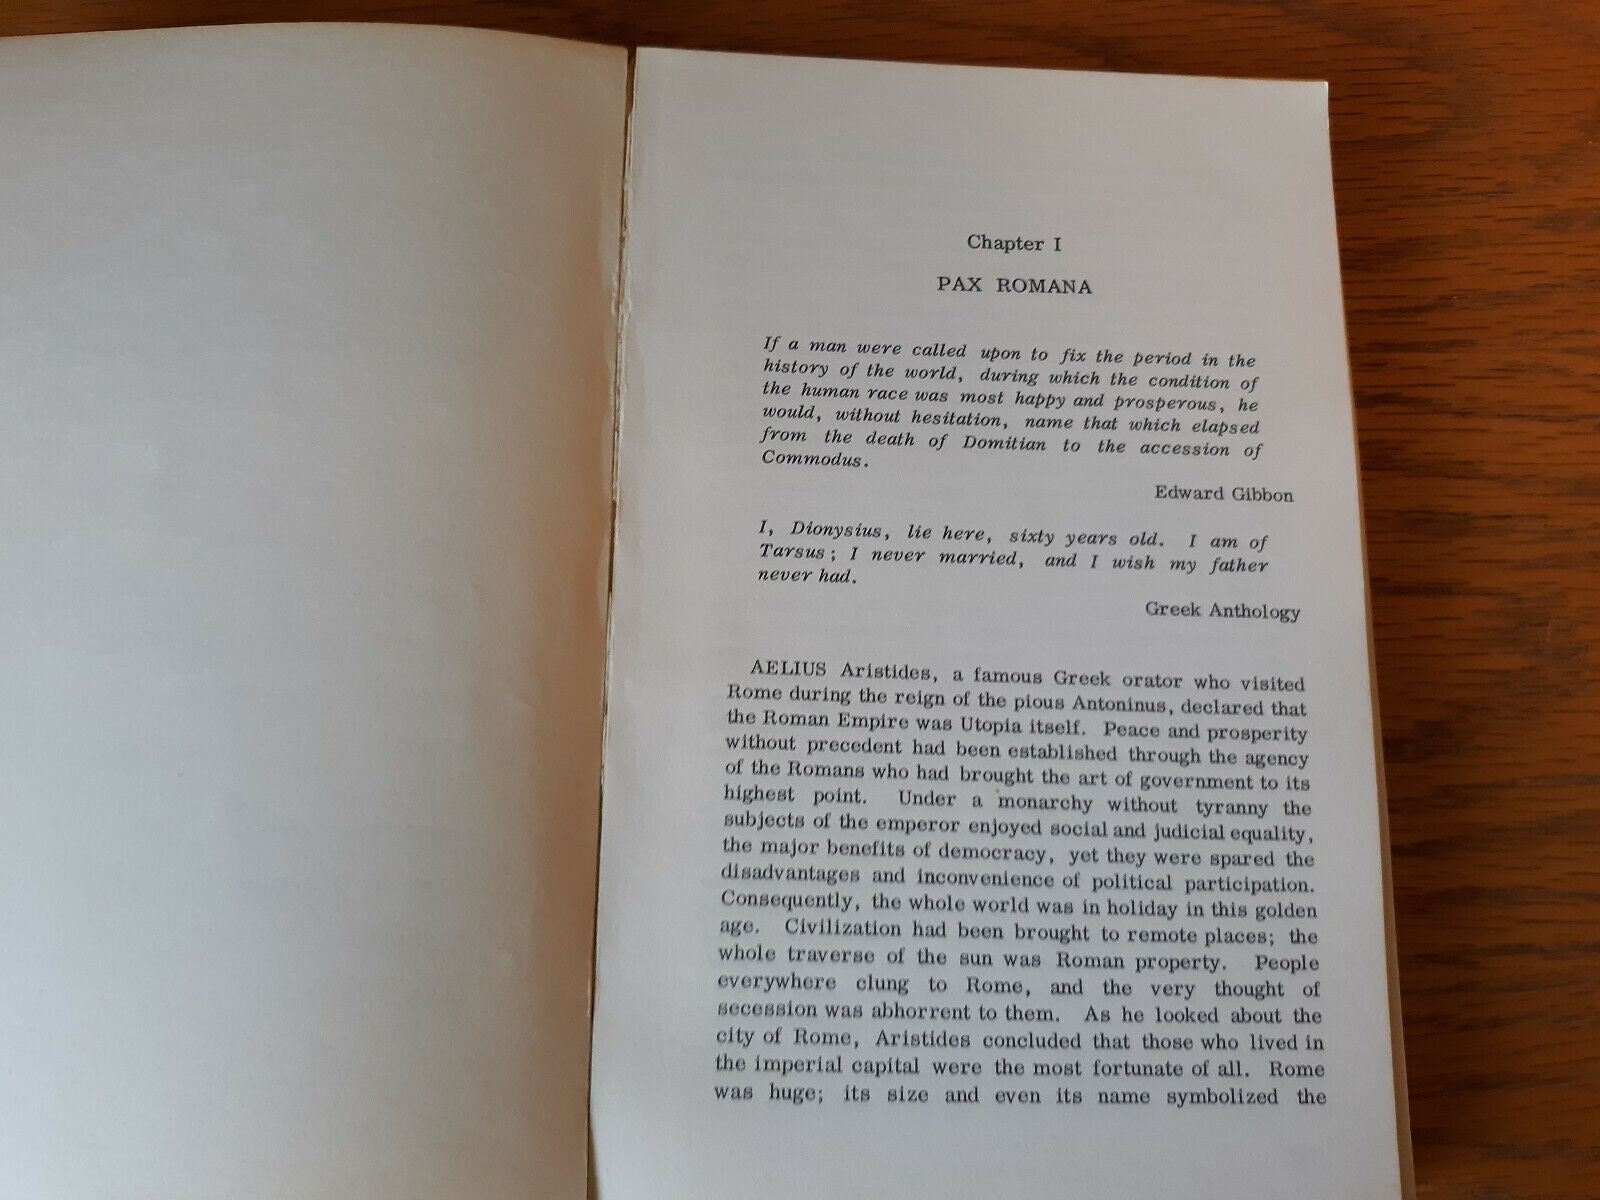 Chapter I
PAX ROMANA
If a man were called upon to fix the period in the
history of the world, during which the condition of
the human race was most happy and prosperous, he
would, without hesitation, name that which elapsed
from the death of Domitian to the accession of
Commodus.
Edward Gibbon
I, Dionysius, lie here, sixty years old. I am of
Tarsus; I never married, and I wish my father
never had.
Greek Anthology
AELIUS Aristides, a famous Greek orator who visited
Rome during the reign of the pious Antoninus, declared that
the Roman Empire was Utopia itself. Peace and prosperity
without precedent had been established through the agency
of the Romans who had brought the art of government to its
highest point. Under a monarchy without tyranny the
subjects of the emperor enjoyed social and judicial equality,
the major benefits of democracy, yet they were spared the
disadvantages and inconvenience of political participation.
Consequently, the whole world was in holiday in this golden
age. Civilization had been brought to remote places; the
whole traverse of the sun was Roman property. People
everywhere clung to Rome, and the very thought of
secession was abhorrent to them. As he looked about the
city of Rome, Aristides concluded that those who lived in
the imperial capital were the most fortunate of all. Rome
was huge; its size and even its name symbolized the